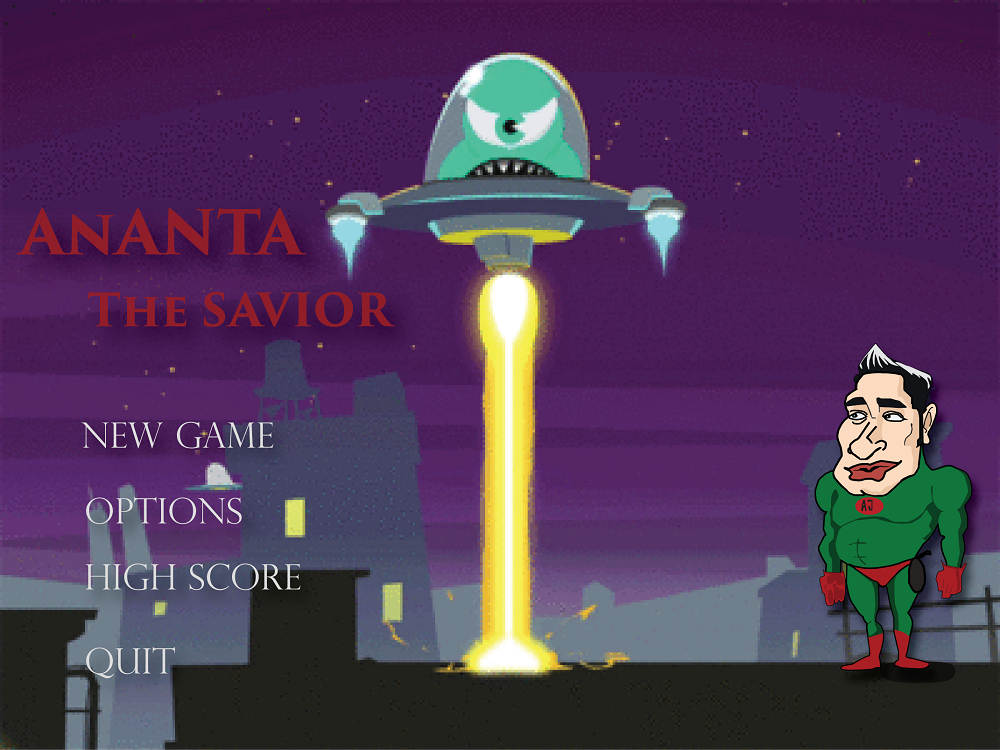 AnANTA
THE SAVIOR
NEW GAME
OPTIONS
HIGH SCORE
QUIT
AJ